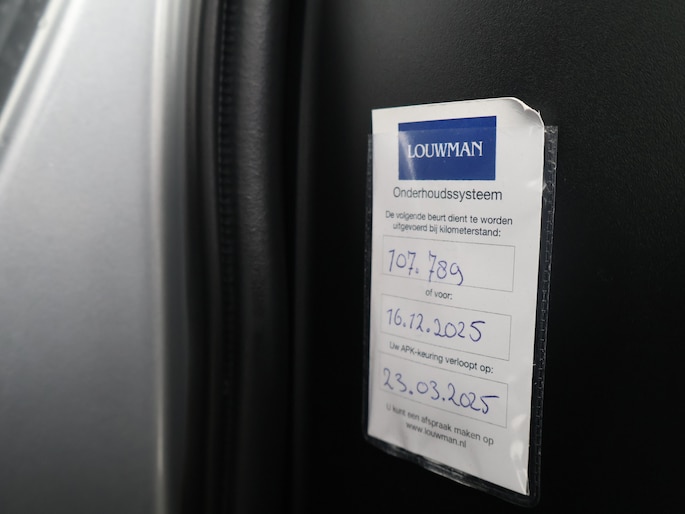 LOUWMAN
Onderhoudssysteem
De volgende beurt dient te worden
uitgevoerd bij kilometerstand:
107.789
of voor:
16.12.2025
Uw APK-keuring verloopt op:
23.03.2025
U kunt een afspraak maken op
www.louwman.nl